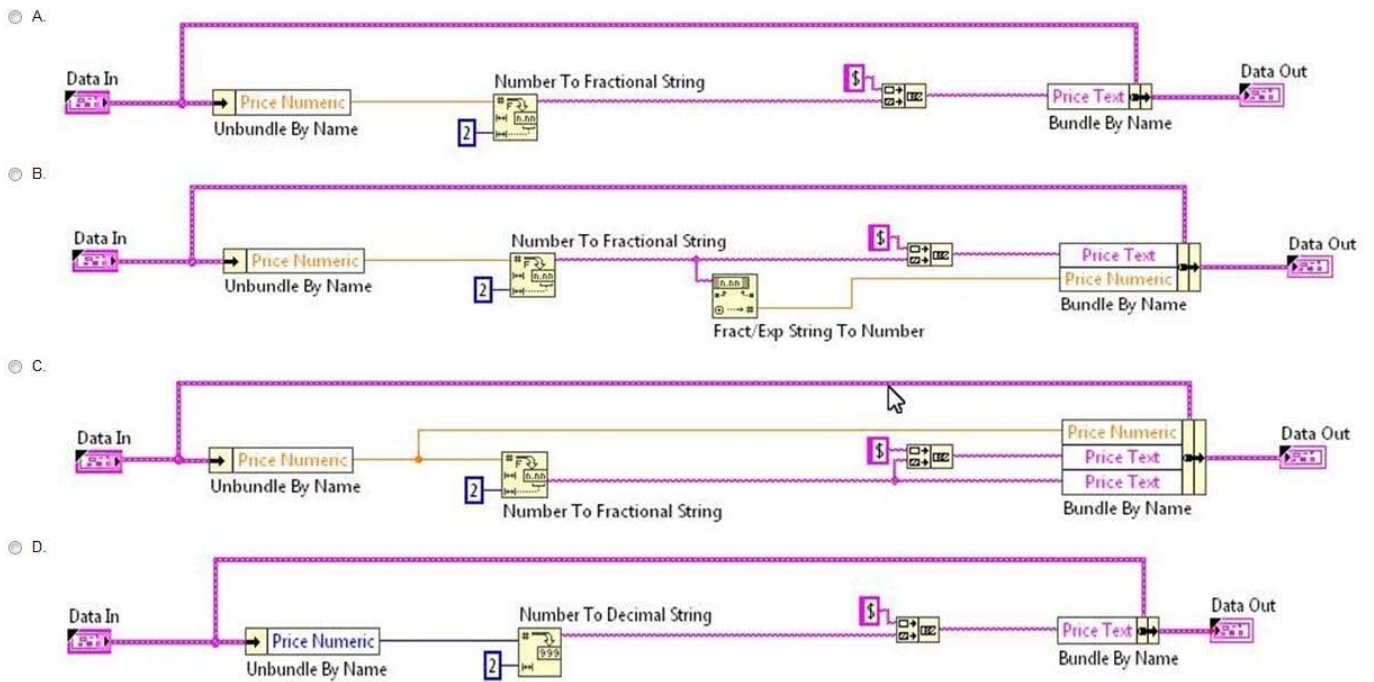 A.
Data In
Price Numeric
Unbundle By Name
Number To Fractional String
2
$
Price Text
Bundle By Name
Data Out
B.
Data In
Price Numeric
Unbundle By Name
Number To Fractional String
2
Fract/Exp String To Number
$
Price Text
Price Numeric
Bundle By Name
Data Out
C.
Data In
Price Numeric
Unbundle By Name
2
Number To Fractional String
$
Price Numeric
Price Text
Price Text
Bundle By Name
Data Out
D.
Data In
Price Numeric
Unbundle By Name
Number To Decimal String
999
2
$
Price Text
Bundle By Name
Data Out